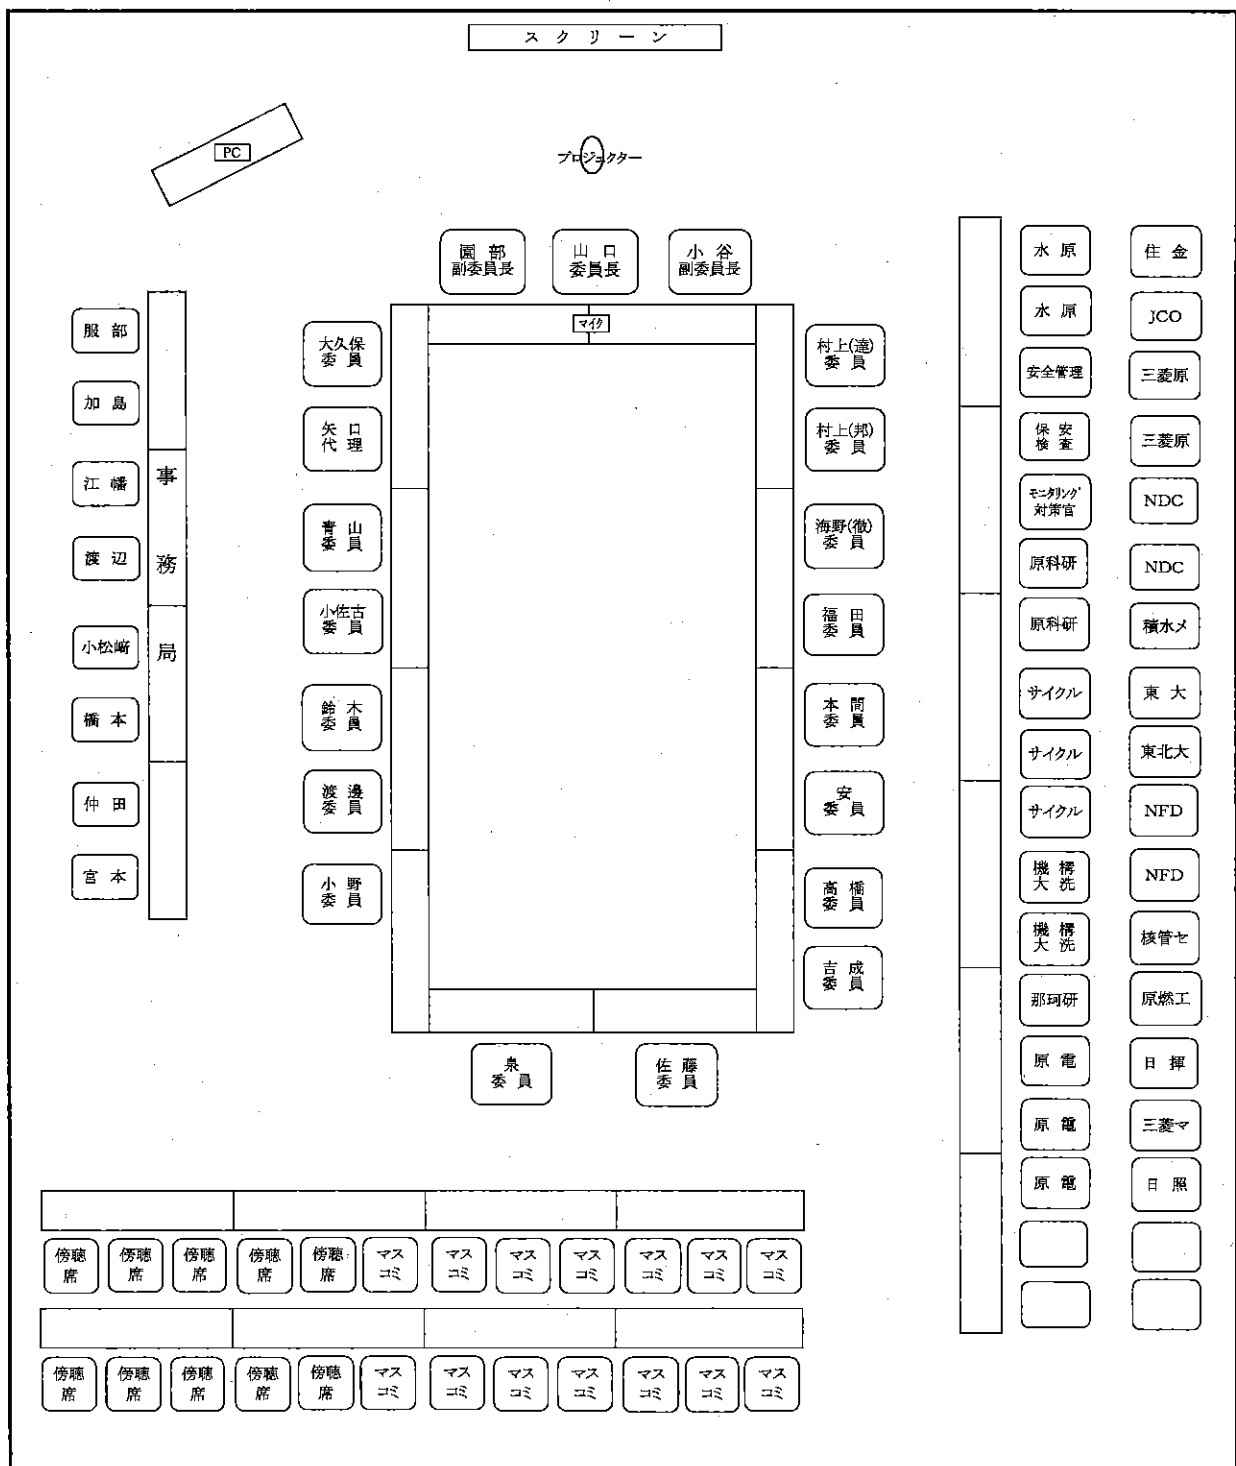 スクリーン
PC
プロジェクター
園部
副委員長
山口
委員長
小谷
副委員長
マイク
服部
加島
江幡
渡辺
小松﨑
橋本
仲田
宮本
事務局
大久保
委員
矢口
代理
青山
委員
小佐古
委員
鈴木
委員
渡邊
委員
小野
委員
村上(達)
委員
村上(邦)
委員
海野(徹)
委員
福田
委員
本間
委員
安
委員
高橋
委員
吉成
委員
泉
委員
佐藤
委員
水原
水原
安全管理
保安
検査
モニタリング
対策官
原科研
原科研
サイクル
サイクル
サイクル
機構
大洗
機構
大洗
那珂研
原電
原電
原電
住金
JCO
三菱原
三菱原
NDC
NDC
積水メ
東大
東北大
NFD
NFD
核管セ
原燃工
日揮
三菱マ
日照
傍聴
席
傍聴
席
傍聴
席
傍聴
席
傍聴
席
マス
コミ
マス
コミ
マス
コミ
マス
コミ
マス
コミ
マス
コミ
マス
コミ
傍聴
席
傍聴
席
傍聴
席
傍聴
席
傍聴
席
マス
コミ
マス
コミ
マス
コミ
マス
コミ
マス
コミ
マス
コミ
マス
コミ